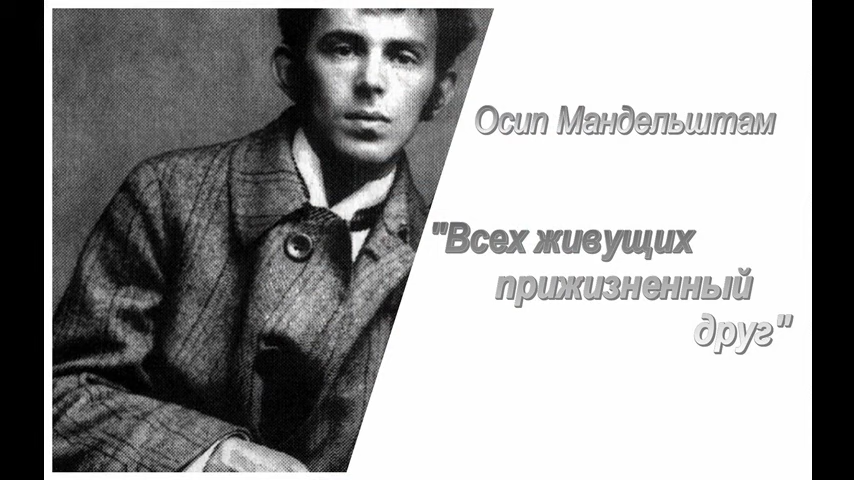 Осип Мандельштам
"Всех живущих
прижизненный
друг"